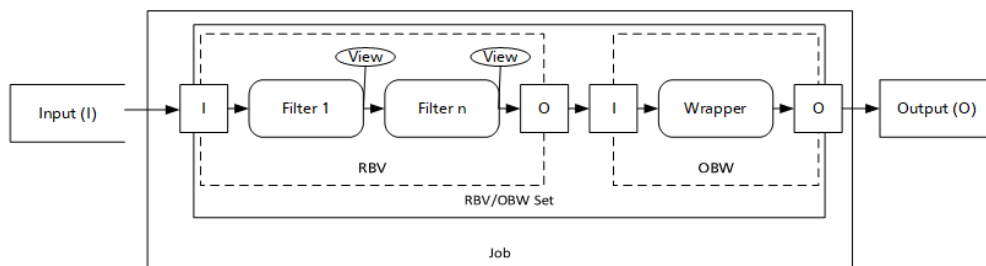 View
View
Input (I)
I
Filter 1
Filter n
O
I
Wrapper
O
Output (O)
RBV
OBW
RBV/OBW Set
Job